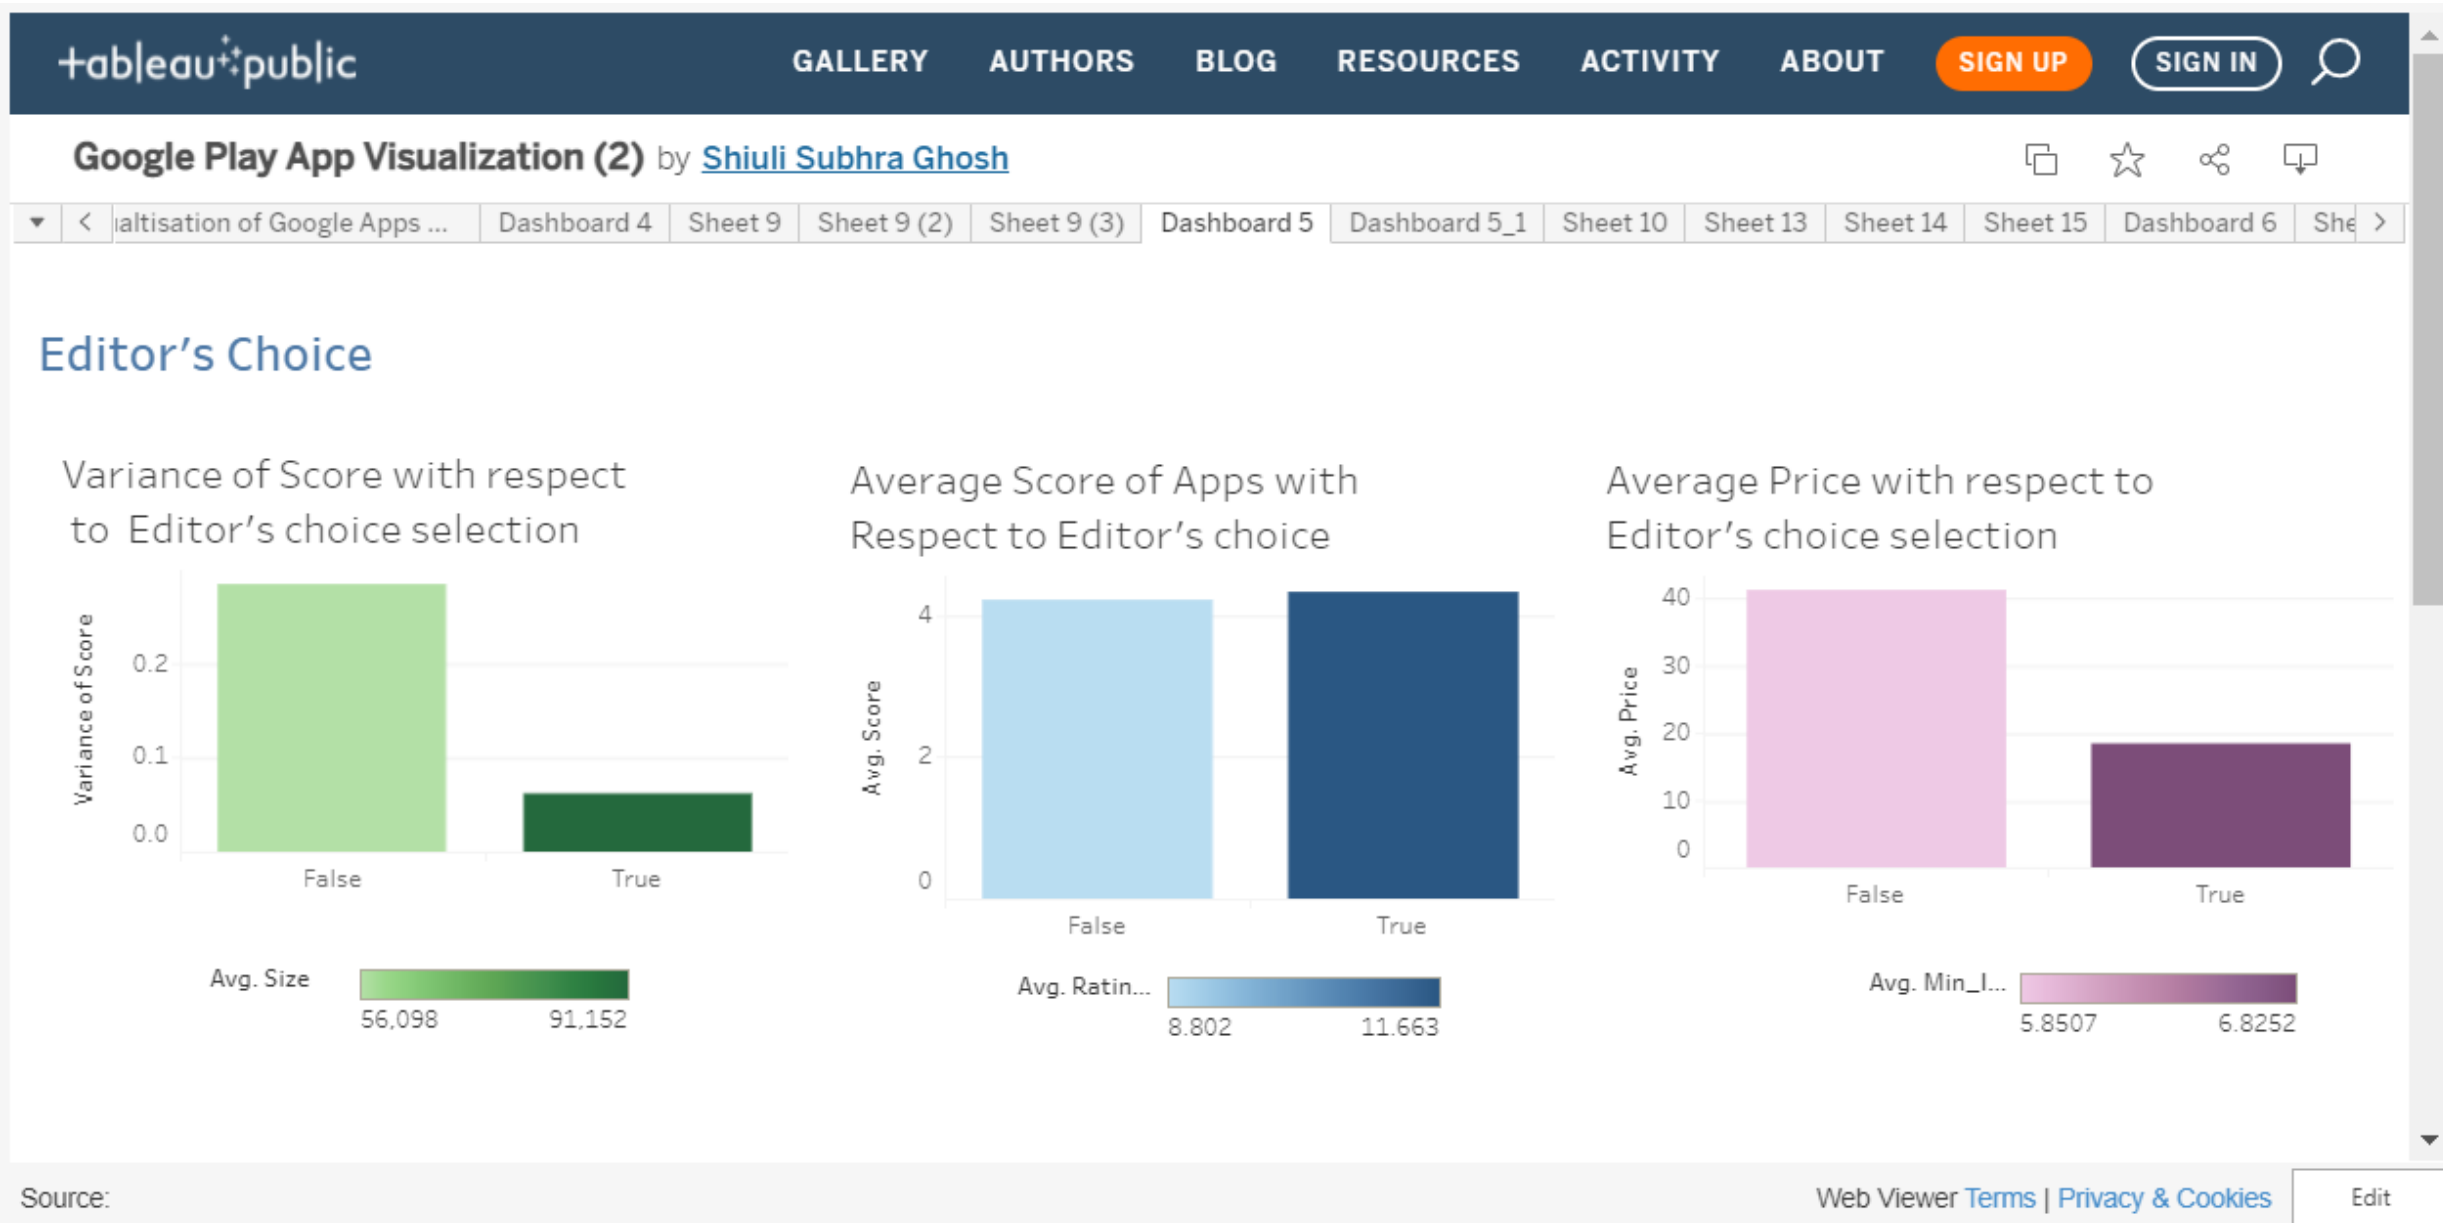 tableau public
GALLERY AUTHORS BLOG RESOURCES ACTIVITY ABOUT SIGN UP SIGN IN
Google Play App Visualization (2) by Shiuli Subhra Ghosh
ıaltisation of Google Apps ... Dashboard 4 Sheet 9 Sheet 9 (2) Sheet 9 (3) Dashboard 5 Dashboard 5_1 Sheet 10 Sheet 13 Sheet 14 Sheet 15 Dashboard 6 She
Editor's Choice
Variance of Score with respect
to Editor's choice selection
Variance of Score
0.2
0.1
0.0
False True
Avg. Size
56,098 91,152
Average Score of Apps with
Respect to Editor's choice
Avg. Score
4
2
0
False True
Avg. Ratin...
8.802 11.663
Average Price with respect to
Editor's choice selection
Avg. Price
40
30
20
10
0
False True
Avg. Min_I...
5.8507 6.8252
Source:
Web Viewer Terms | Privacy & Cookies
Edit